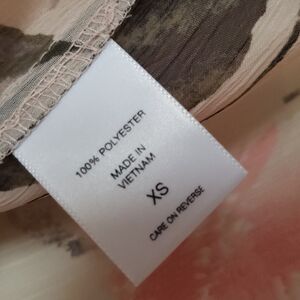 100% POLYESTER
MADE IN
VIETNAM
XS
CARE ON REVERSE